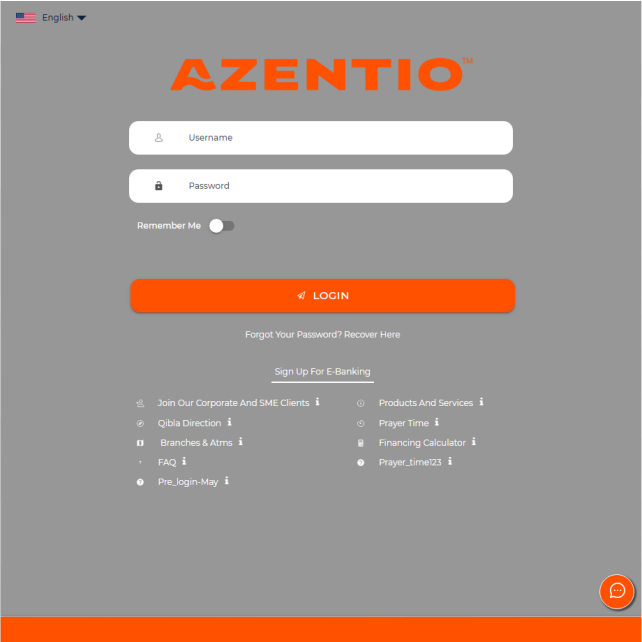 English
AZENTIO™
Username
Password
Remember Me
LOGIN
Forgot Your Password? Recover Here
Sign Up For E-Banking
Join Our Corporate And SME Clients i
Products And Services i
Qibla Direction i
Prayer Time i
Branches & Atms i
Financing Calculator i
FAQ i
Prayer_time123 i
Pre_login-May i